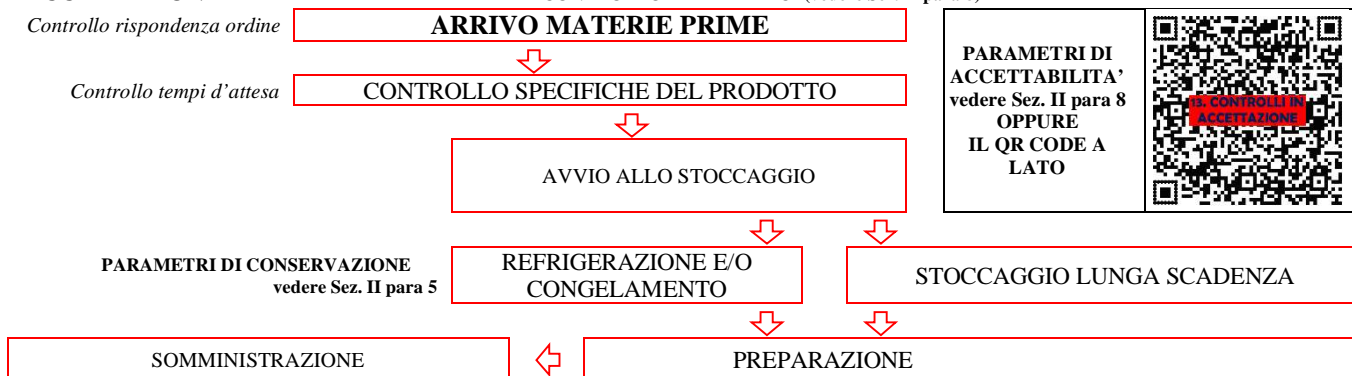 Controllo rispondenza ordine
ARRIVO MATERIE PRIME
Controllo tempi d'attesa
CONTROLLO SPECIFICHE DEL PRODOTTO
PARAMETRI DI
ACCETTABILITA'
vedere Sez. II para 8
OPPURE
IL QR CODE A
LATO
13. CONTROLLI IN
ACCETTAZIONE
AVVIO ALLO STOCCAGGIO
PARAMETRI DI CONSERVAZIONE
vedere Sez. II para 5
REFRIGERAZIONE E/O
CONGELAMENTO
STOCCAGGIO LUNGA SCADENZA
SOMMINISTRAZIONE
PREPARAZIONE